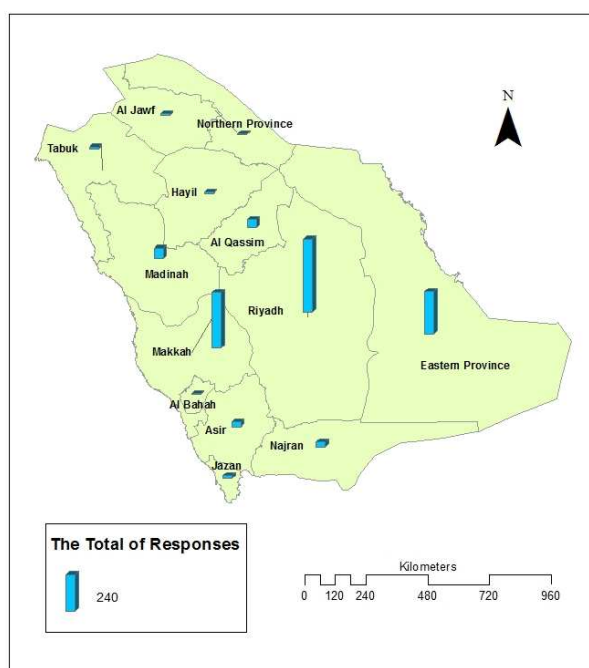 N
Al Jawf
Northern Province
Tabuk
Hayil
Al Qassim
Madinah
Riyadh
Makkah
Eastern Province
Al Bahah
Asir
Najran
Jazan
The Total of Responses
240
Kilometers
0 120 240 480 720 960